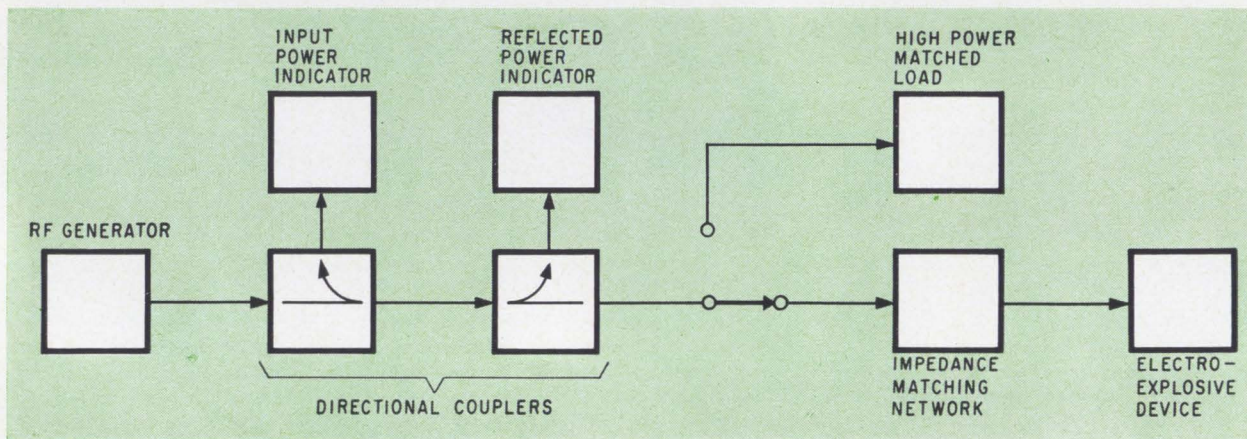 INPUT
POWER
INDICATOR
REFLECTED
POWER
INDICATOR
HIGH POWER
MATCHED
LOAD
RF GENERATOR
DIRECTIONAL COUPLERS
IMPEDANCE
MATCHING
NETWORK
ELECTRO-
EXPLOSIVE
DEVICE